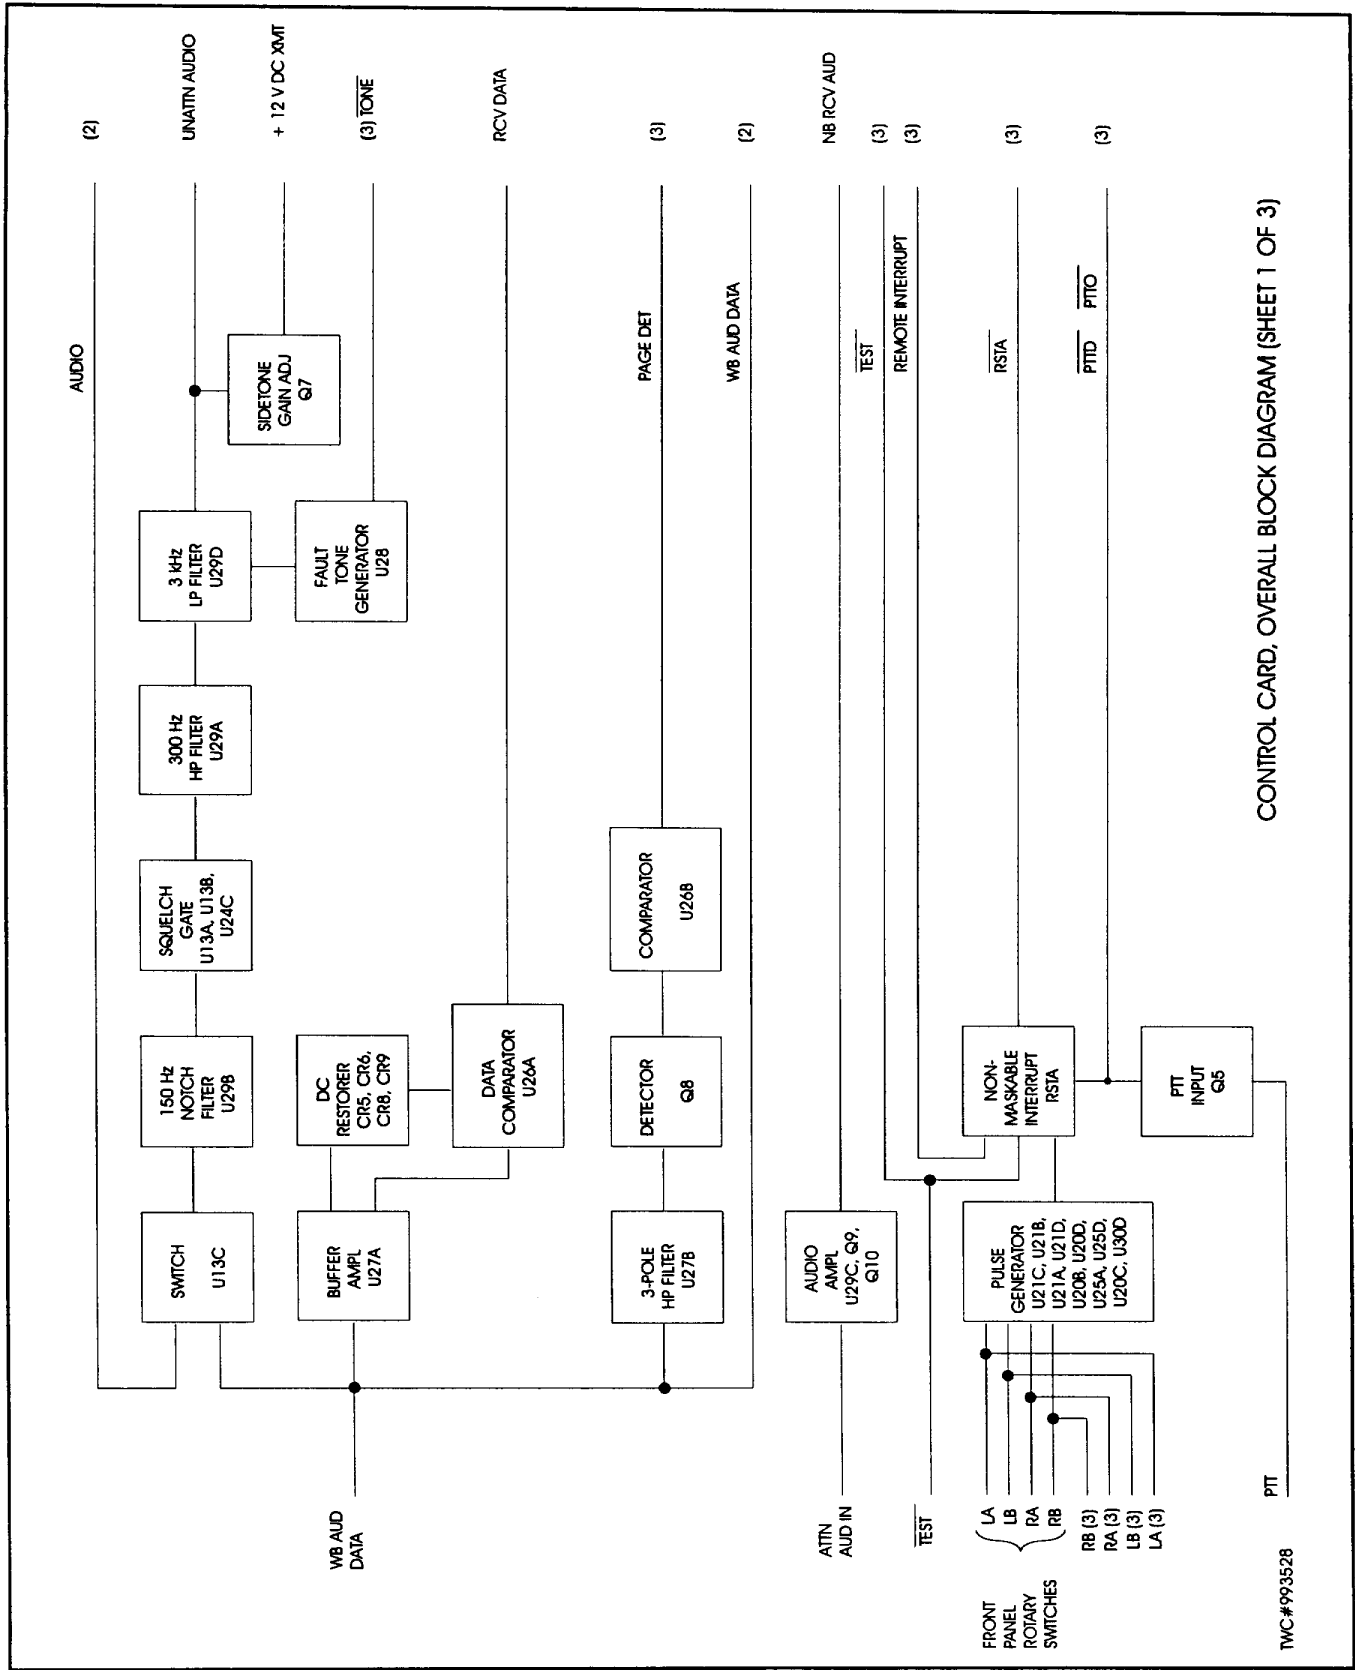 (2)
AUDIO
UNATTN AUDIO
+ 12 V DC XMT
(3) TONE
RCV DATA
(3)
(2)
NB RCV AUD
(3)
(3)
(3)
(3)
SWITCH
U13C
150 Hz
NOTCH
FILTER
U29B
SQUELCH
GATE
U13A, U13B,
U24C
300 Hz
HP FILTER
U29A
3 kHz
LP FILTER
U29D
SIDETONE
GAIN ADJ
Q7
FAULT
TONE
GENERATOR
U28
WB AUD
DATA
BUFFER
AMPL
U27A
DC
RESTORER
CR5, CR6,
CR8, CR9
DATA
COMPARATOR
U26A
3-POLE
HP FILTER
U27B
DETECTOR
Q8
COMPARATOR
U26B
PAGE DET
WB AUD DATA
ATTN
AUD IN
AUDIO
AMPL
U29C, Q9,
Q10
TEST
REMOTE INTERRUPT
TEST
FRONT
PANEL
ROTARY
SWITCHES
LA
LB
RA
RB
RB (3)
RA (3)
LB (3)
LA (3)
PULSE
GENERATOR
U21C, U21B,
U21A, U21D,
U20B, U20D,
U25A, U25D,
U20C, U30D
NON-
MASKABLE
INTERRUPT
RSTA
RSTA
PTTD PTTO
PTT
INPUT
Q5
PTT
TWC#993528
CONTROL CARD, OVERALL BLOCK DIAGRAM (SHEET 1 OF 3)